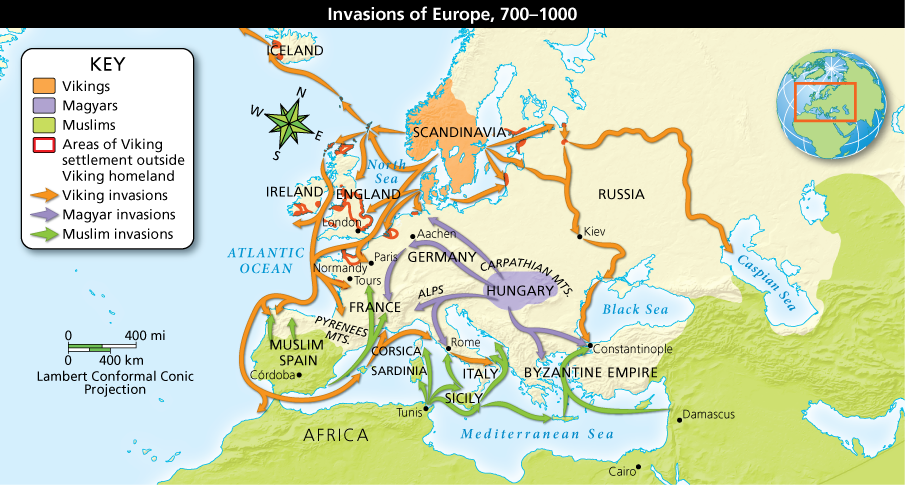 Invasions of Europe, 700–1000
KEY
Vikings
Magyars
Muslims
Areas of Viking
settlement outside
Viking homeland
Viking invasions
Magyar invasions
Muslim invasions
N
W
E
S
ICELAND
SCANDINAVIA
North
Sea
IRELAND
ENGLAND
London
RUSSIA
Kiev
Aachen
ATLANTIC
OCEAN
GERMANY
CARPATHIAN MTS.
Caspian Sea
Paris
Normandy
Tours
ALPS
HUNGARY
FRANCE
Black Sea
PYRENEES
MTS.
MUSLIM
SPAIN
Córdoba
CORSICA
SARDINIA
Rome
ITALY
Constantinople
BYZANTINE EMPIRE
SICILY
Tunis
Damascus
AFRICA
Mediterranean Sea
Cairo
0 400 mi
0 400 km
Lambert Conformal Conic
Projection